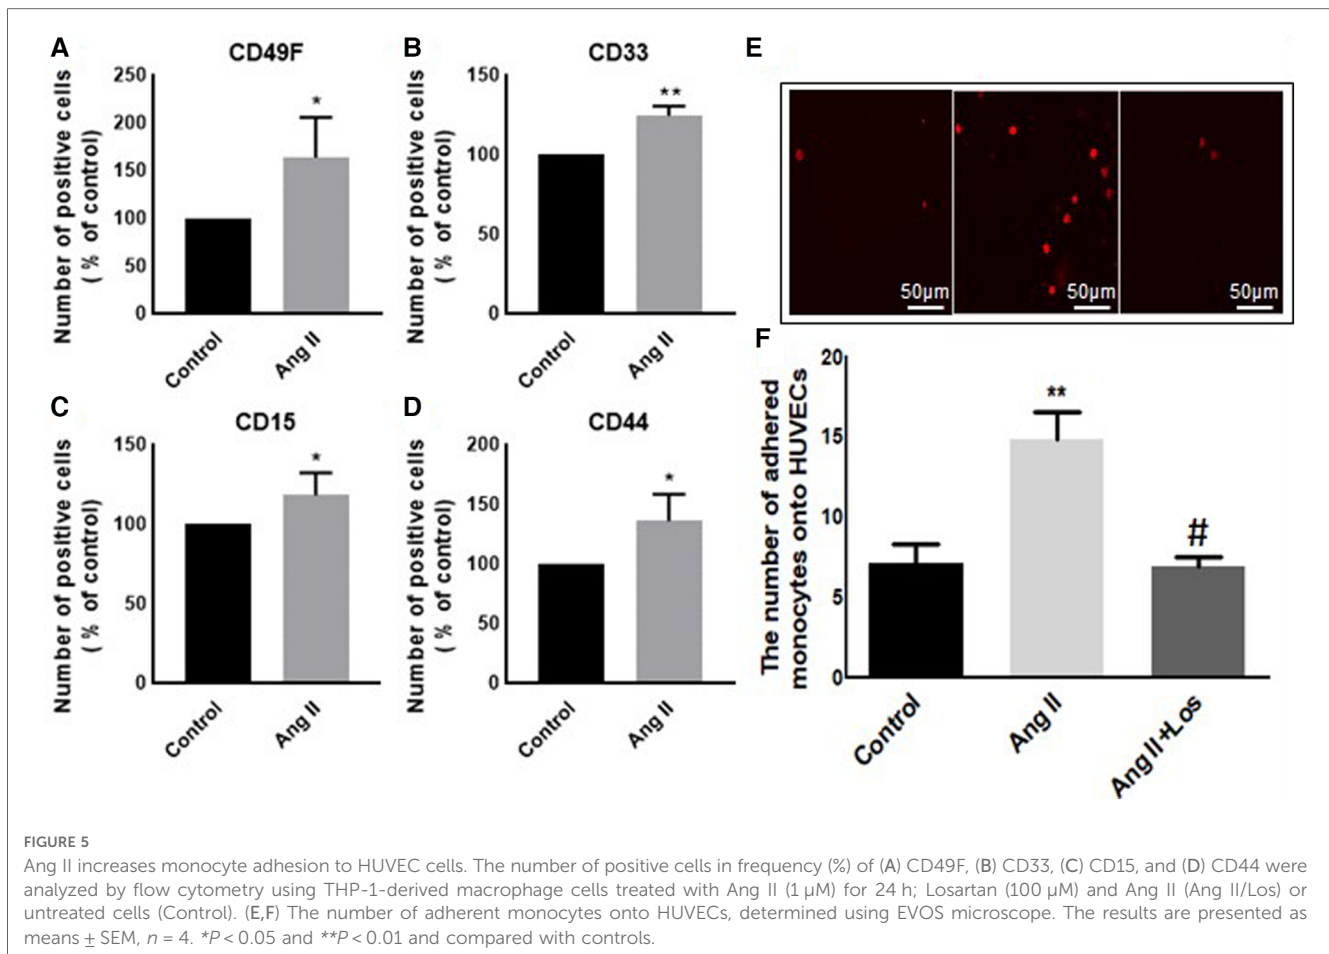 A
CD49F
Number of positive cells
( % of control)
250
200
150
100
50
0
*
Control
Ang II
B
CD33
Number of positive cells
( % of control)
150
100
50
0
**
Control
Ang II
C
CD15
Number of positive cells
( % of control)
150
100
50
0
*
Control
Ang II
D
CD44
Number of positive cells
( % of control)
200
150
100
50
0
*
Control
Ang II
E
50µm
50µm
50µm
F
The number of adhered
monocytes onto HUVECs
20
15
10
5
0
**
#
Control
Ang II
Ang II+Los
FIGURE 5
Ang II increases monocyte adhesion to HUVEC cells. The number of positive cells in frequency (%) of (A) CD49F, (B) CD33, (C) CD15, and (D) CD44 were
analyzed by flow cytometry using THP-1-derived macrophage cells treated with Ang II (1 µM) for 24 h; Losartan (100 µM) and Ang II (Ang II/Los) or
untreated cells (Control). (E,F) The number of adherent monocytes onto HUVECs, determined using EVOS microscope. The results are presented as
means ± SEM, n = 4. *P < 0.05 and **P < 0.01 and compared with controls.